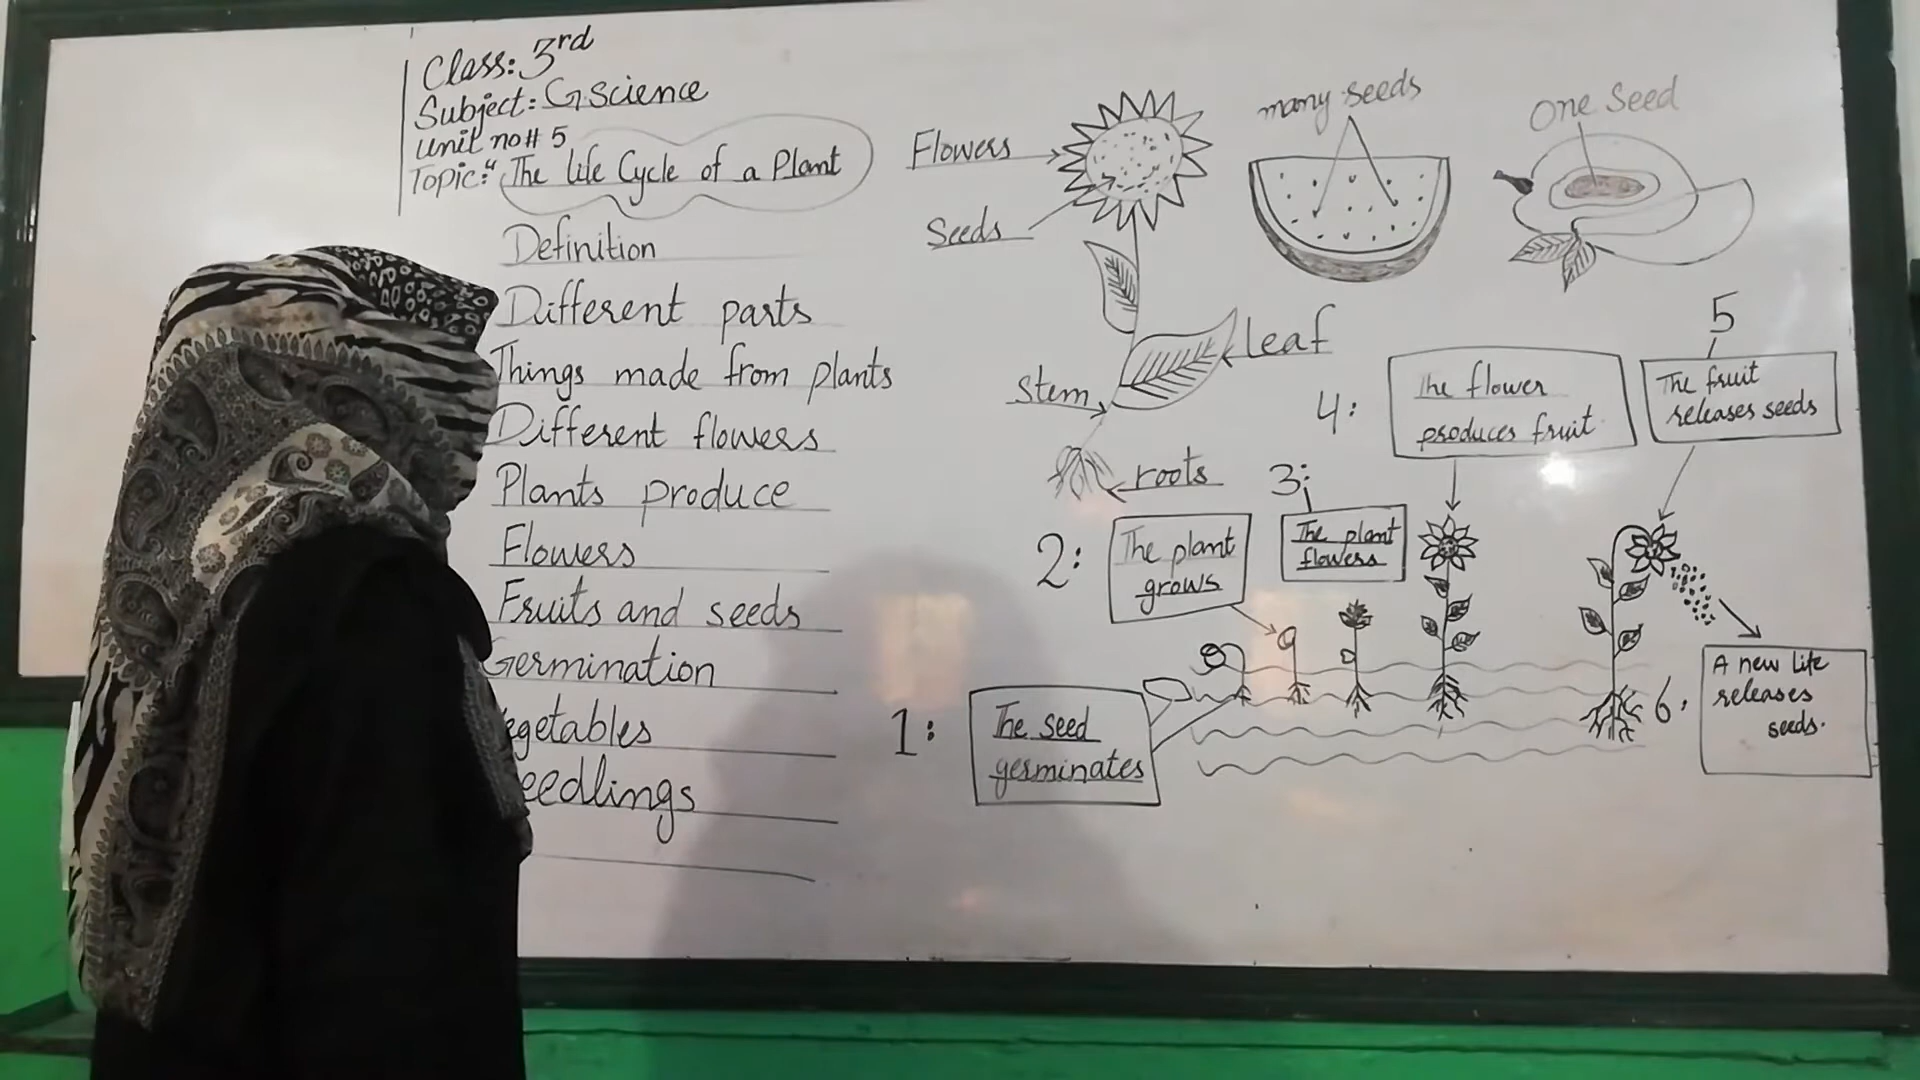 Class: 3rd
Subject: G.Science
Unit no# 5
Topic:" The life Cycle of a Plant
Definition
Different parts
Things made from plants
Different flowers
Plants produce
Flowers
Fruits and seeds
Germination
egetables
eedlings
Flowers
Seeds
many seeds
One Seed
leaf
Stem
roots
1:
The seed
germinates
2:
The plant
grows
3:
The plant
flowers
4:
The flower
produces fruit
5
The fruit
releases seeds
6.
A new life
releases
seeds.